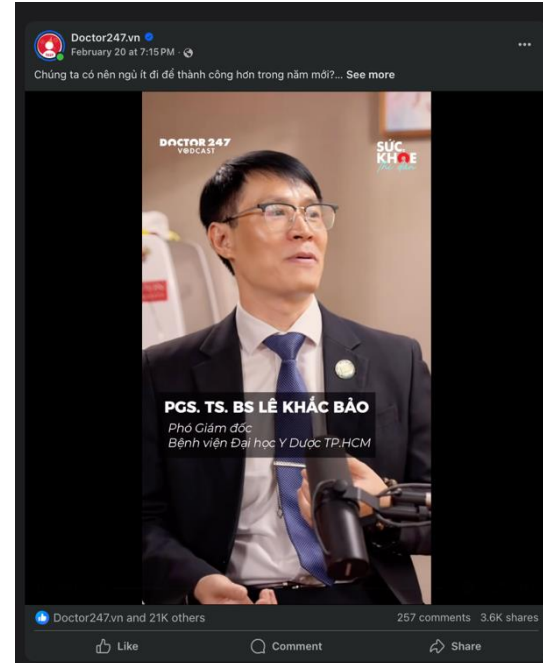 Doctor247.vn
February 20 at 7:15 PM ·
Chúng ta có nên ngủ ít đi để thành công hơn trong năm mới?... See more
DOCTOR 247
VODCAST
SỨC
KHỎE
PGS. TS. BS LÊ KHẮC BẢO
Phó Giám đốc
Bệnh viện Đại học Y Dược TP.HCM
Doctor247.vn and 21K others
257 comments 3.6K shares
Like
Comment
Share